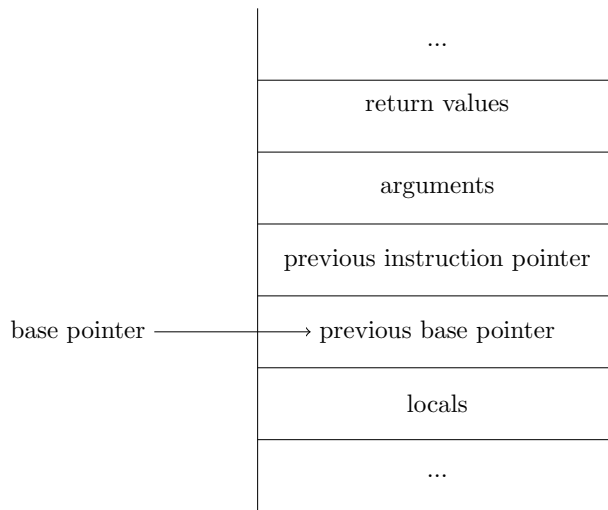 ...
return values
arguments
previous instruction pointer
base pointer
previous base pointer
locals
...